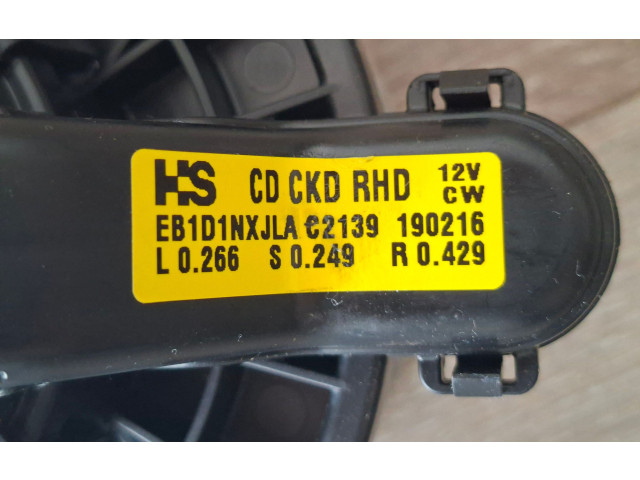 HS CD CKD RHD 12V CW
EB1D1NXJLA C2139 190216
L 0.266 S 0.249 R 0.429